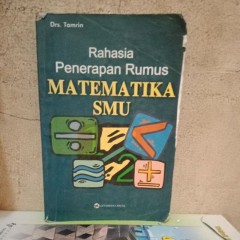 Drs. Tamrin
Rahasia
Penerapan Rumus
MATEMATIKA
SMU